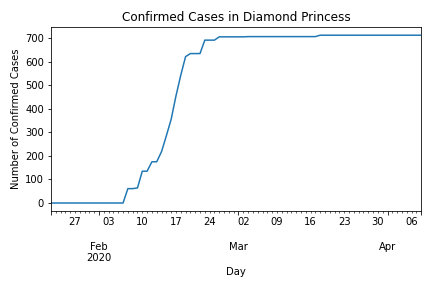 Confirmed Cases in Diamond Princess
Number of Confirmed Cases
700
600
500
400
300
200
100
0
27 03 10 17 24 02 09 16 23 30 06
Feb Mar Apr
2020
Day